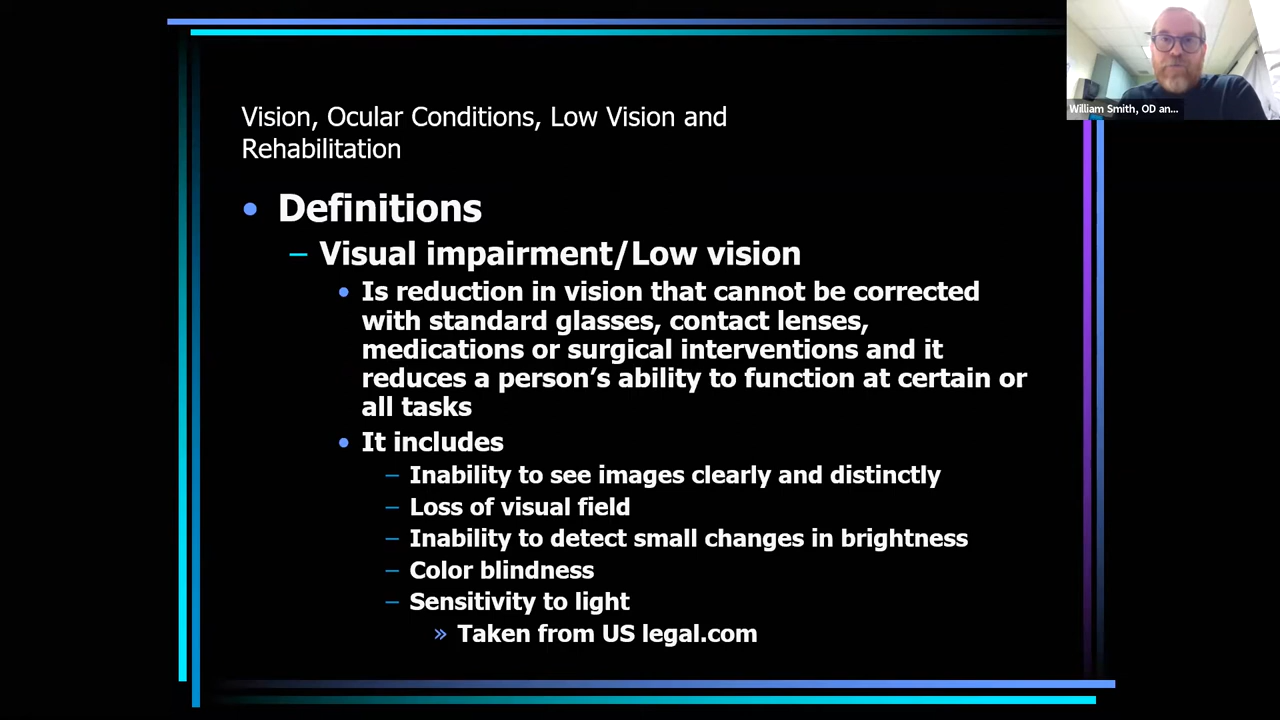 Vision, Ocular Conditions, Low Vision and
Rehabilitation
• Definitions
– Visual impairment/Low vision
• Is reduction in vision that cannot be corrected
with standard glasses, contact lenses,
medications or surgical interventions and it
reduces a person's ability to function at certain or
all tasks
• It includes
– Inability to see images clearly and distinctly
– Loss of visual field
– Inability to detect small changes in brightness
– Color blindness
– Sensitivity to light
» Taken from US legal.com
William Smith, OD an...